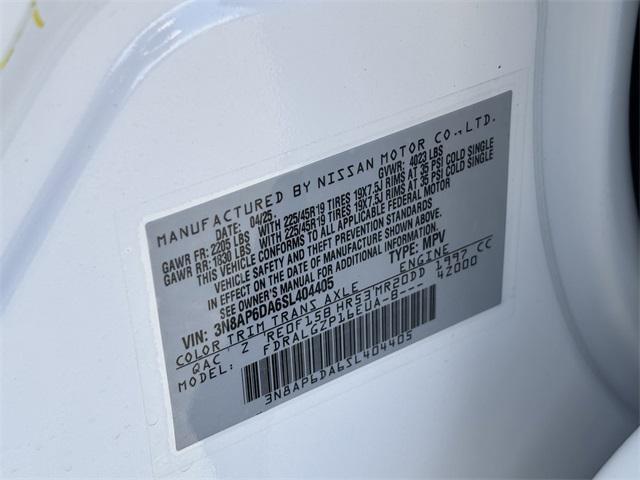 MANUFACTURED BY NISSAN MOTOR CO., LTD.
DATE: 04/25 GVWR: 4023 LBS
GAWR FR: 2205 LBS WITH 225/45R19 TIRES 19X7.5J RIMS AT 35 PSI COLD SINGLE
GAWR RR: 1830 LBS WITH 225/45R19 TIRES 19X7.5J RIMS AT 35 PSI COLD SINGLE
THIS VEHICLE CONFORMS TO ALL APPLICABLE FEDERAL MOTOR
VEHICLE SAFETY AND THEFT PREVENTION STANDARDS
IN EFFECT ON THE DATE OF MANUFACTURE SHOWN ABOVE.
SEE OWNER'S MANUAL FOR ADDITIONAL INFORMATION.
VIN: 3N8AP6DA6SL404405 TYPE: MPV
COLOR TRIM TRANS AXLE ENGINE 1997 CC
QAC 2 RE0F15B HR53 MR20DD 42000
MODEL: FDRALGZP16EUA-B---
3N8AP6DA6SL404405